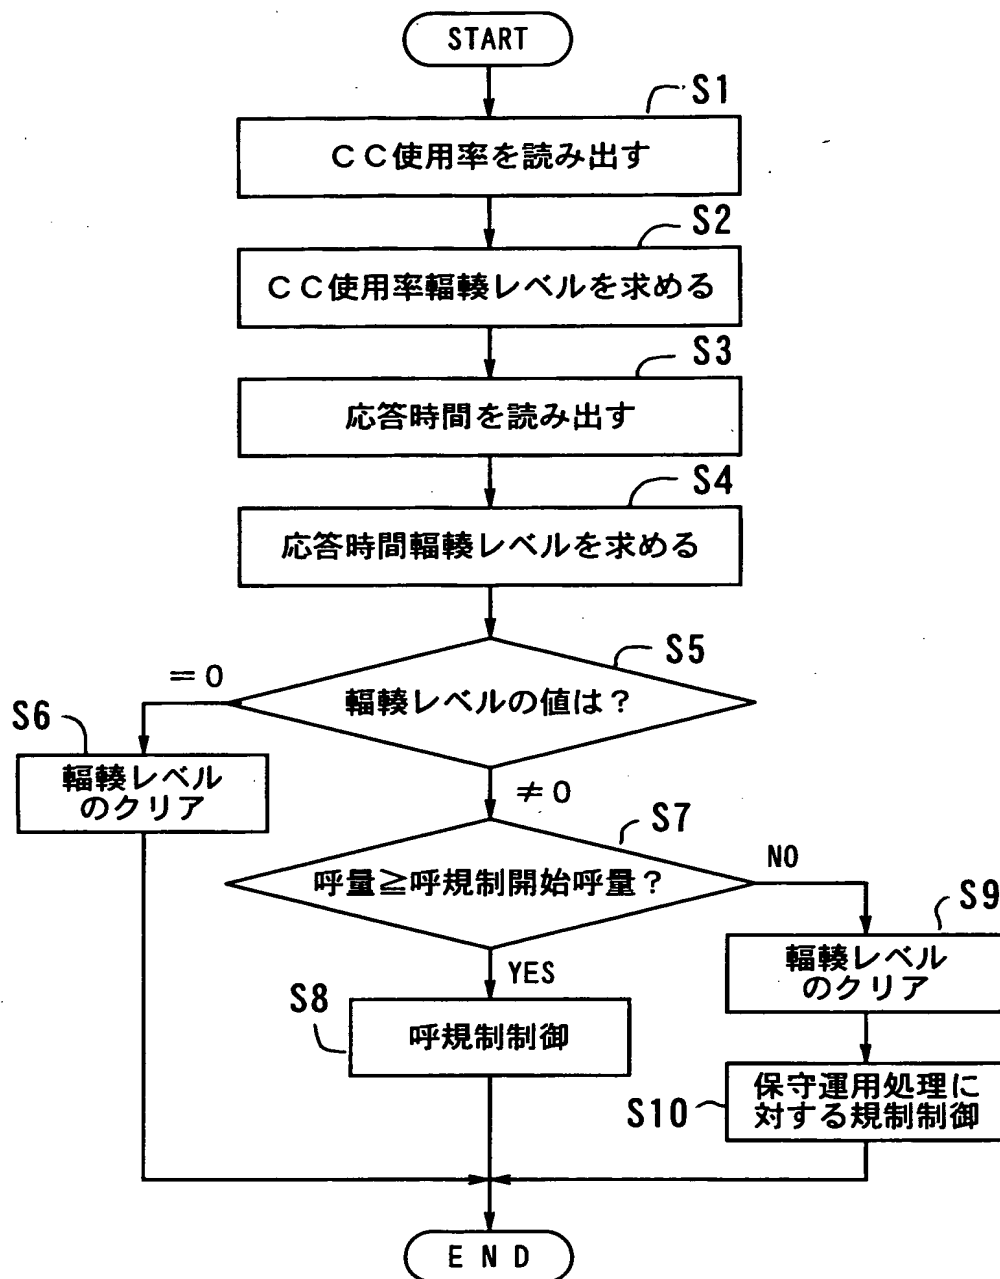 START
S1
ＣＣ使用率を読み出す
S2
ＣＣ使用率輻輳レベルを求める
S3
応答時間を読み出す
S4
応答時間輻輳レベルを求める
S5
＝0
輻輳レベルの値は？
S6
輻輳レベル
のクリア
≠0
S7
呼量≧呼規制開始呼量？
NO
S9
輻輳レベル
のクリア
YES
S8
呼規制制御
保守運用処理に
対する規制制御
S10
E N D